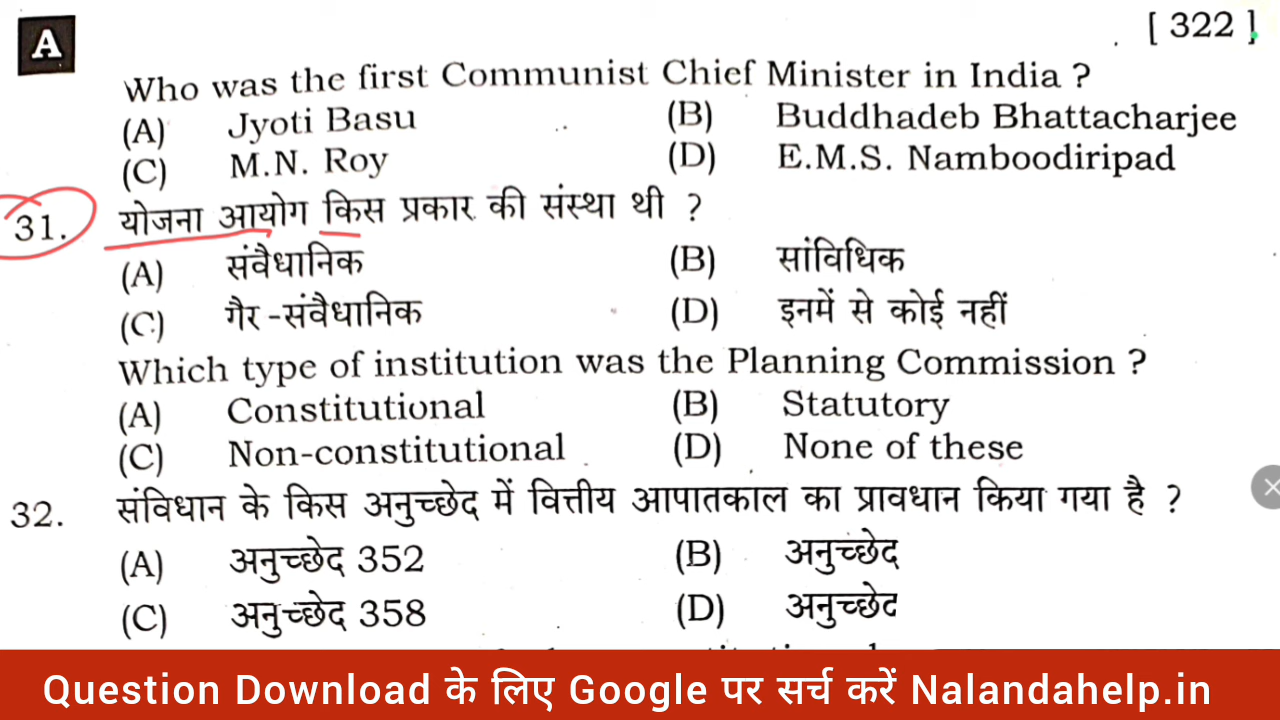 A
[ 322 ]
Who was the first Communist Chief Minister in India ?
(A) Jyoti Basu (B) Buddhadeb Bhattacharjee
(C) M.N. Roy (D) E.M.S. Namboodiripad
31. योजना आयोग किस प्रकार की संस्था थी ?
(A) संवैधानिक (B) सांविधिक
(C) गैर-संवैधानिक (D) इनमें से कोई नहीं
Which type of institution was the Planning Commission ?
(A) Constitutional (B) Statutory
(C) Non-constitutional (D) None of these
32. संविधान के किस अनुच्छेद में वित्तीय आपातकाल का प्रावधान किया गया है ?
(A) अनुच्छेद 352 (B) अनुच्छेद
(C) अनुच्छेद 358 (D) अनुच्छेद
Question Download के लिए Google पर सर्च करें Nalandahelp.in